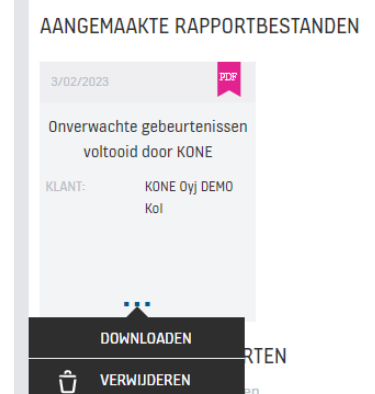 AANGEMAAKTE RAPPORTBESTANDEN
3/02/2023
PDF
Onverwachte gebeurtenissen
voltooid door KONE
KLANT: KONE Oyj DEMO
Kol
DOWNLOADEN
RTEN
VERWIJDEREN
en